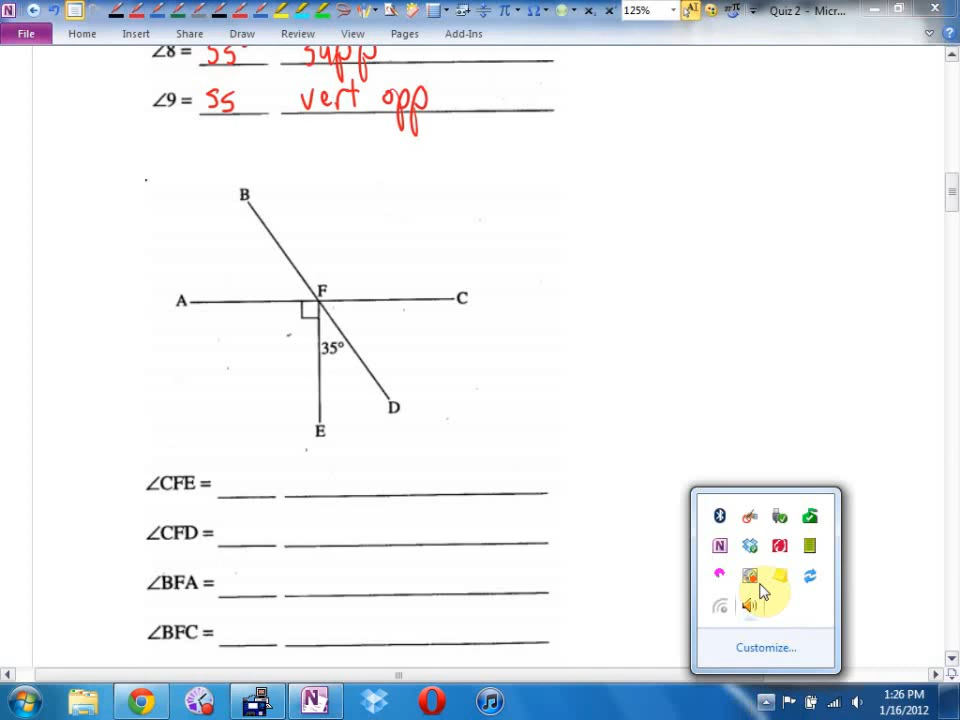 125%
Quiz 2 - Micr...
File Home Insert Share Draw Review View Pages Add-Ins
∠8 = 55° supp
∠9 = 55 vert opp
B
A F C
35°
D
E
∠CFE =
∠CFD =
∠BFA =
∠BFC =
Customize...
1:26 PM
1/16/2012